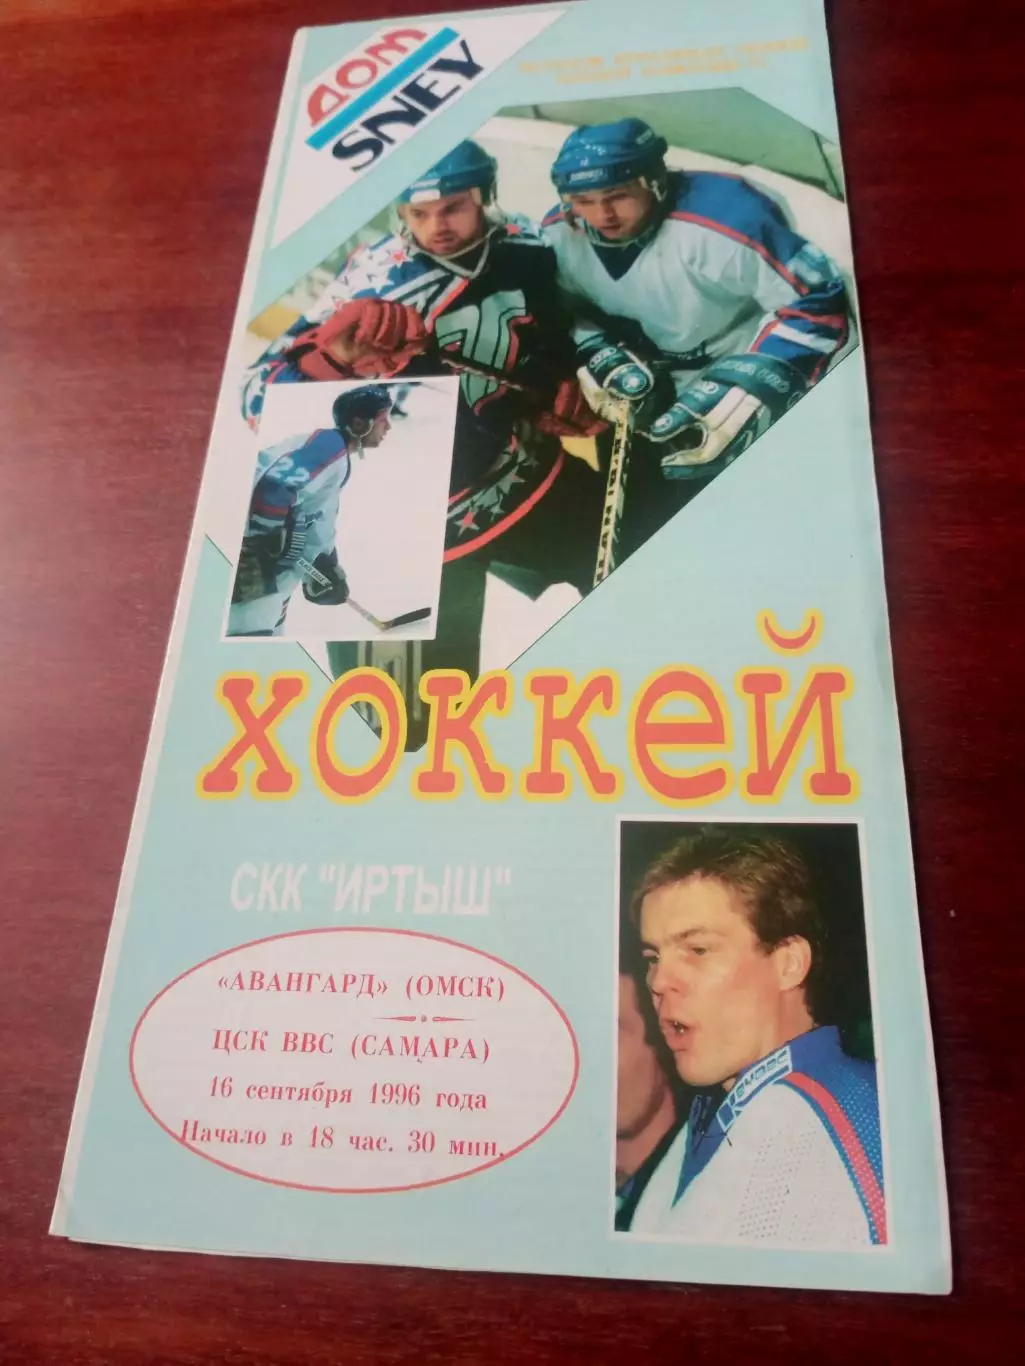 ДОМ
SNEY
22
ХОККЕЙ
СКК "ИРТЫШ"
«АВАНГАРД» (ОМСК)
ЦСК ВВС (САМАРА)
16 сентября 1996 года
Начало в 18 час. 30 мин.